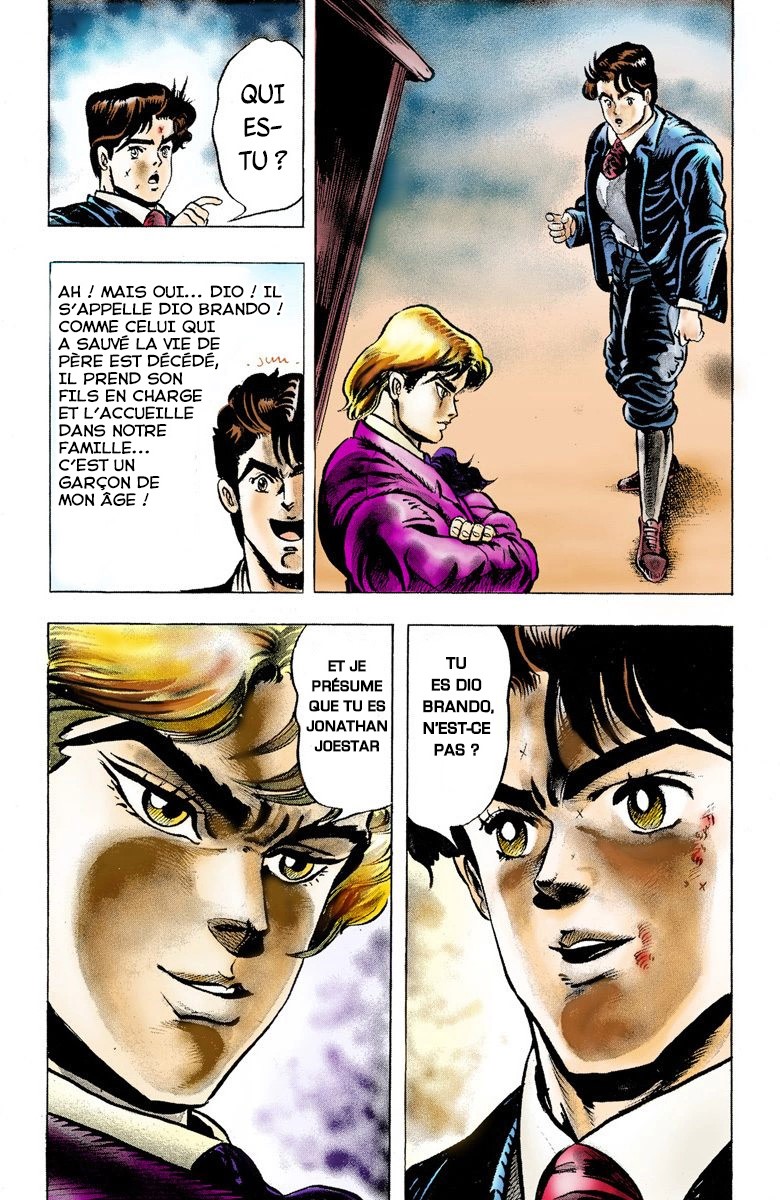 QUI
ES-
TU ?
AH ! MAIS OUI... DIO ! IL
S'APPELLE DIO BRANDO !
COMME CELUI QUI
A SAUVÉ LA VIE DE
PÈRE EST DÉCÉDÉ,
IL PREND SON
FILS EN CHARGE
ET L'ACCUEILLE
DANS NOTRE
FAMILLE...
C'EST UN
GARÇON DE
MON ÂGE !
TU
ES DIO
BRANDO,
N'EST-CE
PAS ?
ET JE
PRÉSUME
QUE TU ES
JONATHAN
JOESTAR